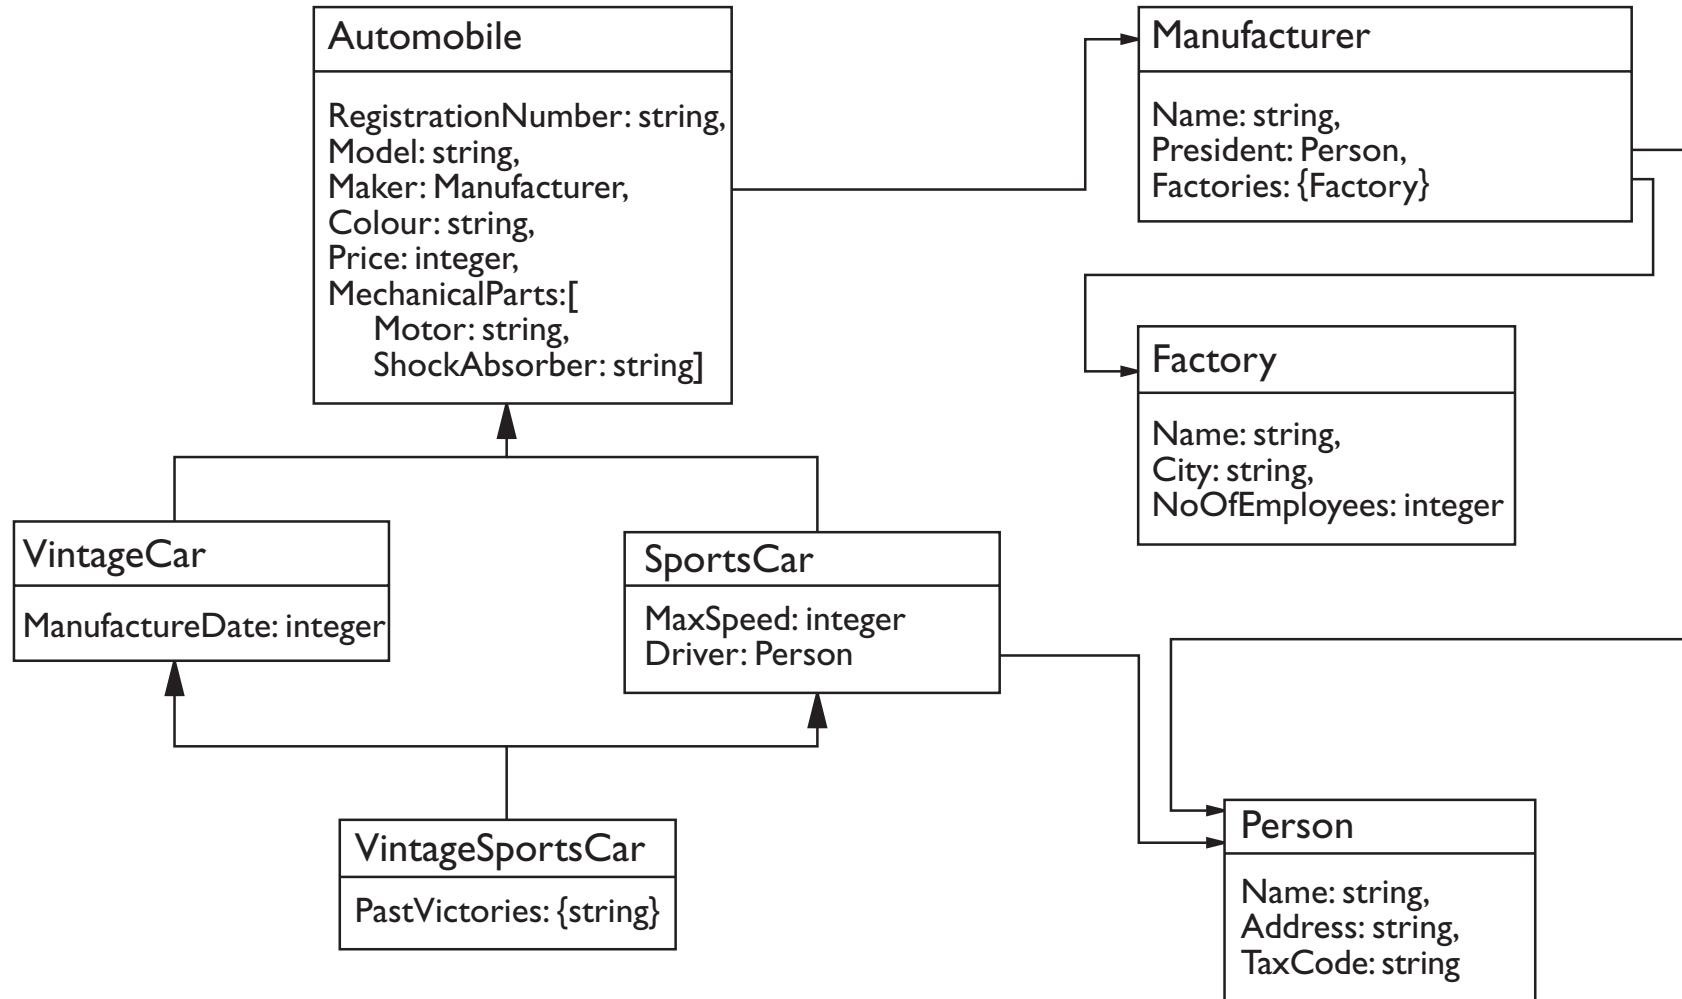 Automobile
RegistrationNumber: string,
Model: string,
Maker: Manufacturer,
Colour: string,
Price: integer,
MechanicalParts:[
Motor: string,
ShockAbsorber: string]
Manufacturer
Name: string,
President: Person,
Factories: {Factory}
Factory
Name: string,
City: string,
NoOfEmployees: integer
VintageCar
ManufactureDate: integer
SportsCar
MaxSpeed: integer
Driver: Person
VintageSportsCar
PastVictories: {string}
Person
Name: string,
Address: string,
TaxCode: string